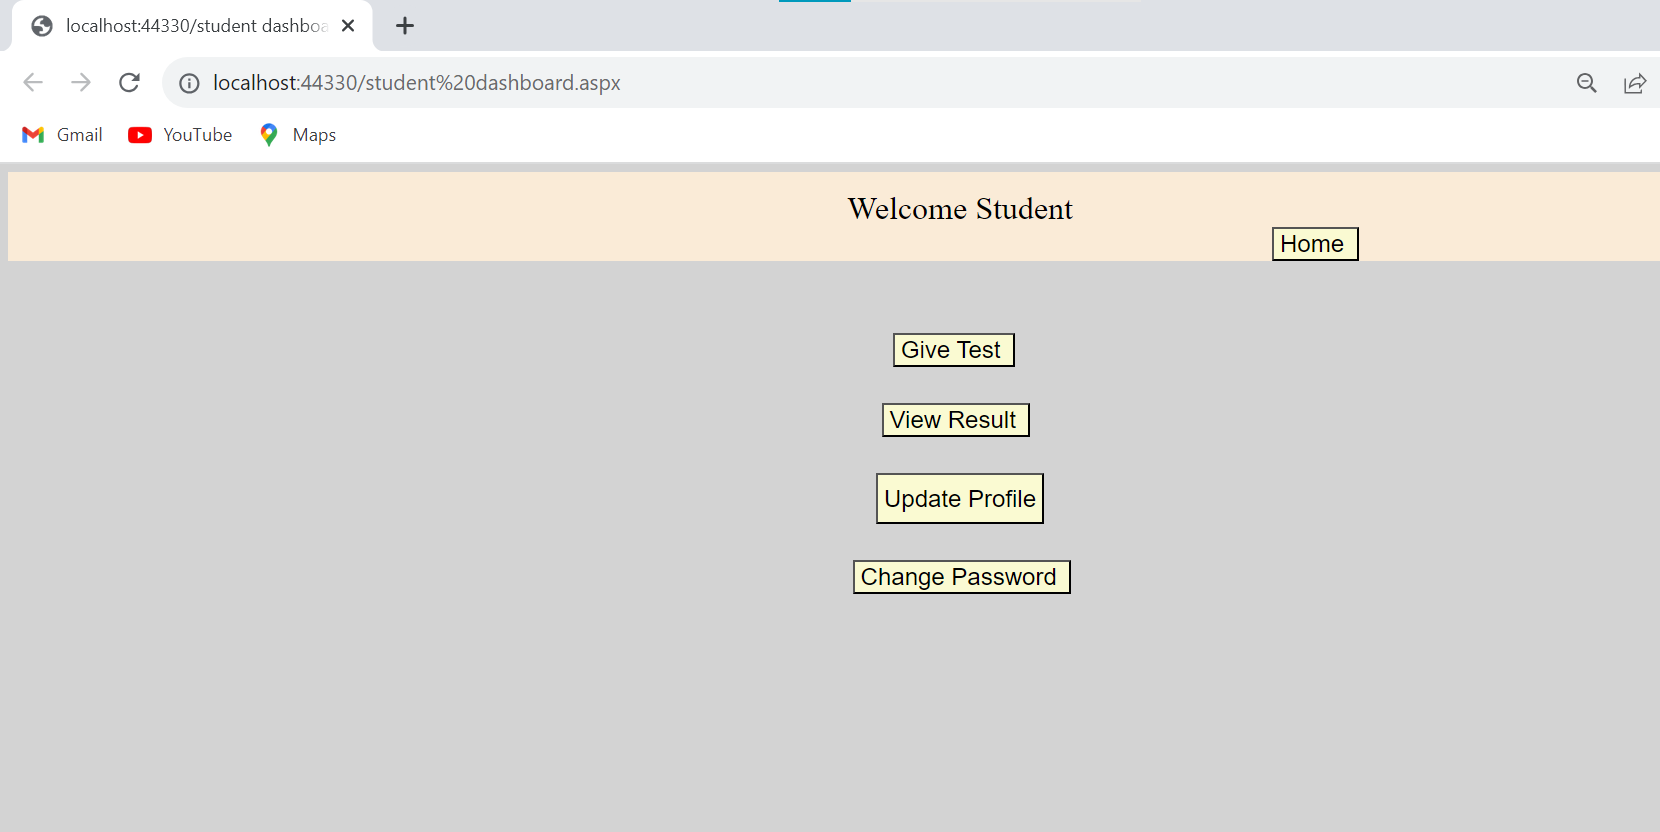 localhost:44330/student dashboa
localhost:44330/student%20dashboard.aspx
Gmail YouTube Maps
Welcome Student
Home
Give Test
View Result
Update Profile
Change Password